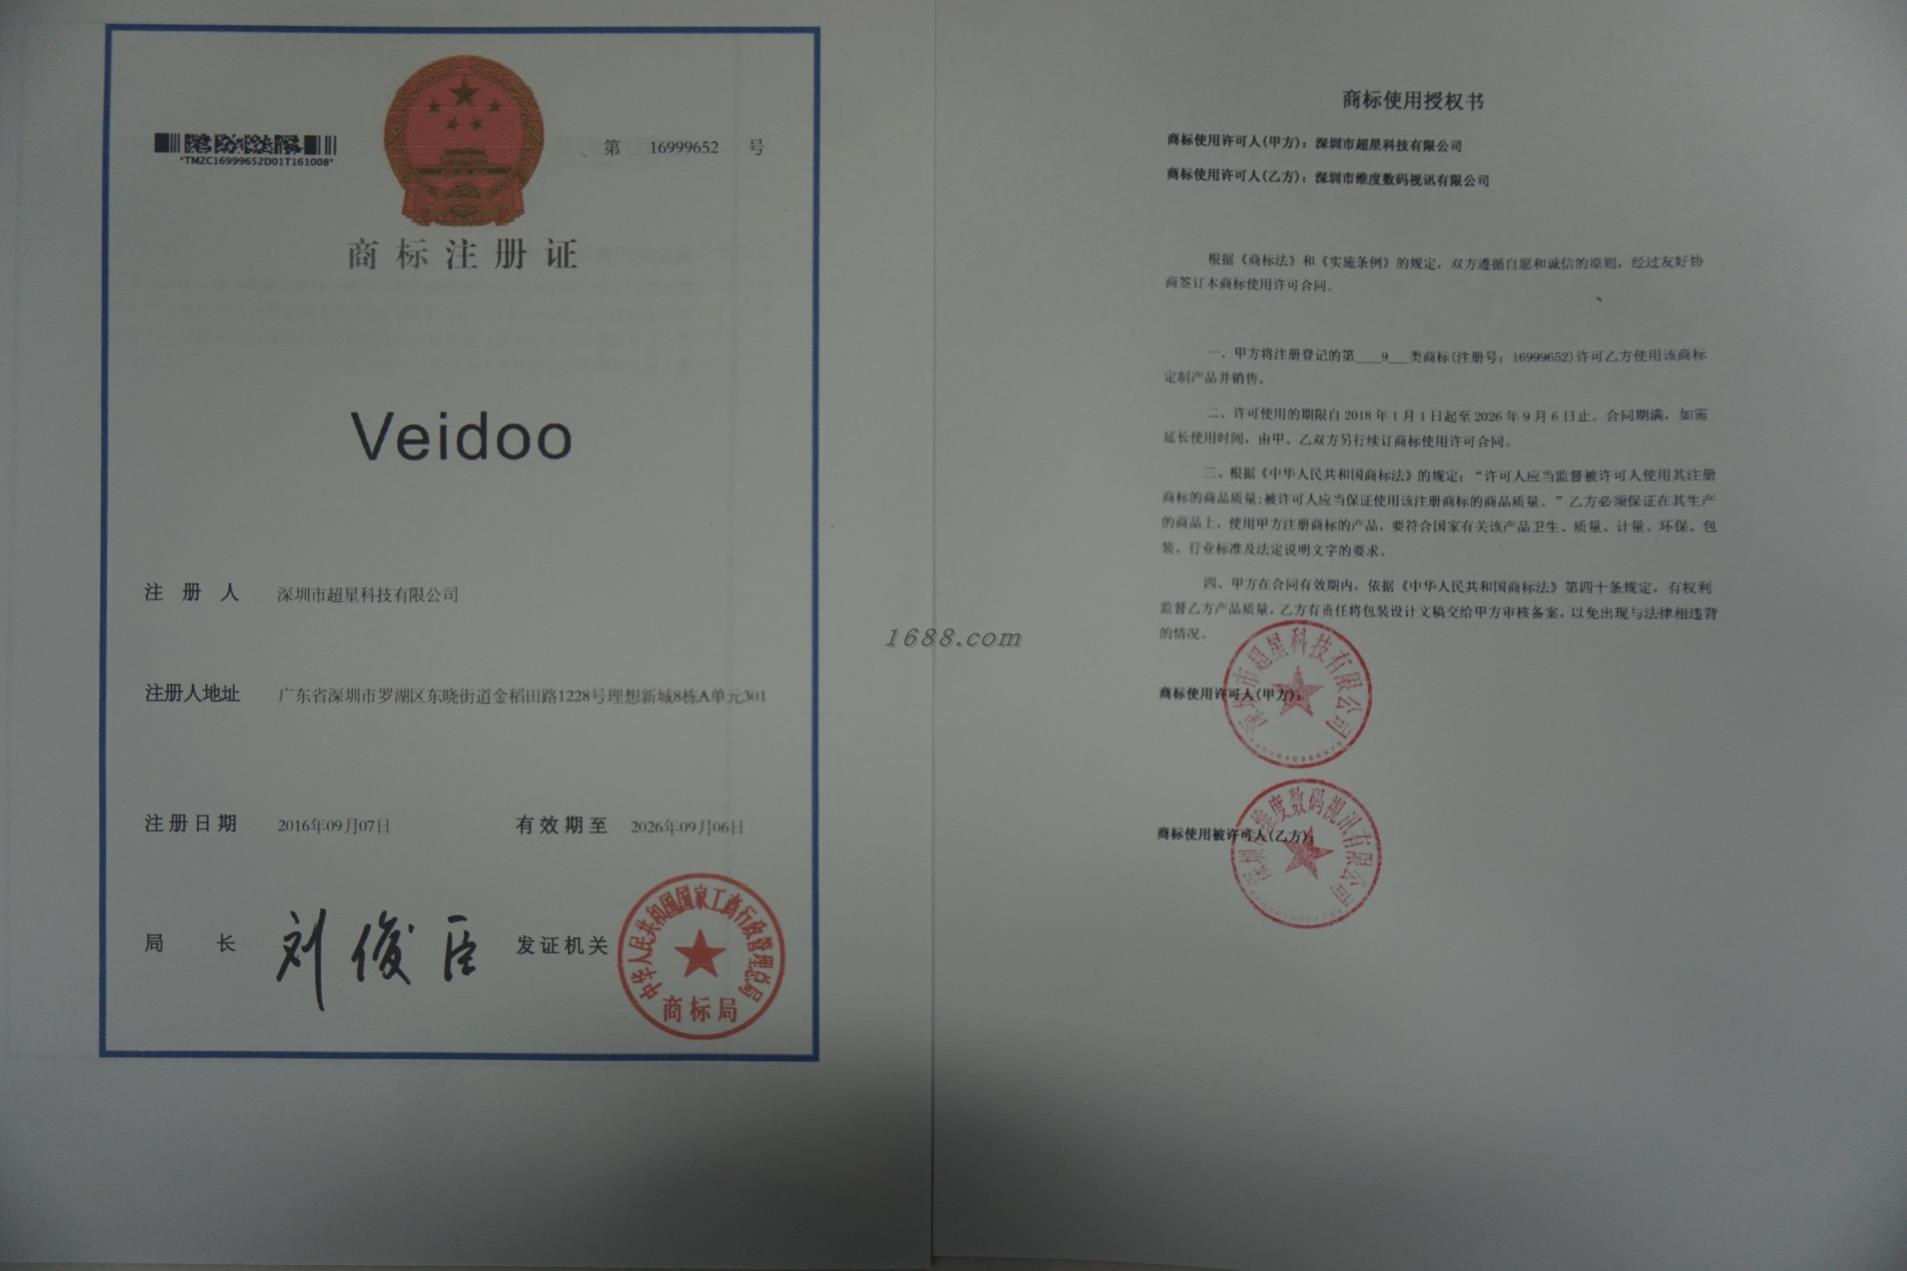 *TMZC16999652D01T161008*
第 16999652 号
商标注册证
Veidoo
注册人 深圳市超星科技有限公司
注册人地址 广东省深圳市罗湖区东晓街道金稻田路1228号理想新城8栋A单元301
注册日期 2016年09月07日 有效期至 2026年09月06日
局长 刘俊臣 发证机关
中华人民共和国国家工商行政管理总局
商标局
1688.com
商标使用授权书
商标使用许可人(甲方)：深圳市超星科技有限公司
商标使用许可人(乙方)：深圳市维度数码视讯有限公司
根据《商标法》和《实施条例》的规定，双方遵循自愿和诚信的原则，经过友好协
商签订本商标使用许可合同。
一、甲方将注册登记的第___9__类商标(注册号：16999652)许可乙方使用该商标
定制产品并销售。
二、许可使用的期限自2018年1月1日起至2026年9月6日止。合同期满，如需
延长使用时间，由甲、乙双方另行续订商标使用许可合同。
三、根据《中华人民共和国商标法》的规定：“许可人应当监督被许可人使用其注册
商标的商品质量;被许可人应当保证使用该注册商标的商品质量。”乙方必须保证在其生产
的商品上，使用甲方注册商标的产品，要符合国家有关该产品卫生、质量、计量、环保、包
装、行业标准及法定说明文字的要求。
四、甲方在合同有效期内，依据《中华人民共和国商标法》第四十条规定，有权利
监督乙方产品质量，乙方有责任将包装设计文稿交给甲方审核备案，以免出现与法律相违背
的情况。
商标使用许可人(甲方)：
深圳市超星科技有限公司
商标使用被许可人(乙方)：
深圳市维度数码视讯有限公司